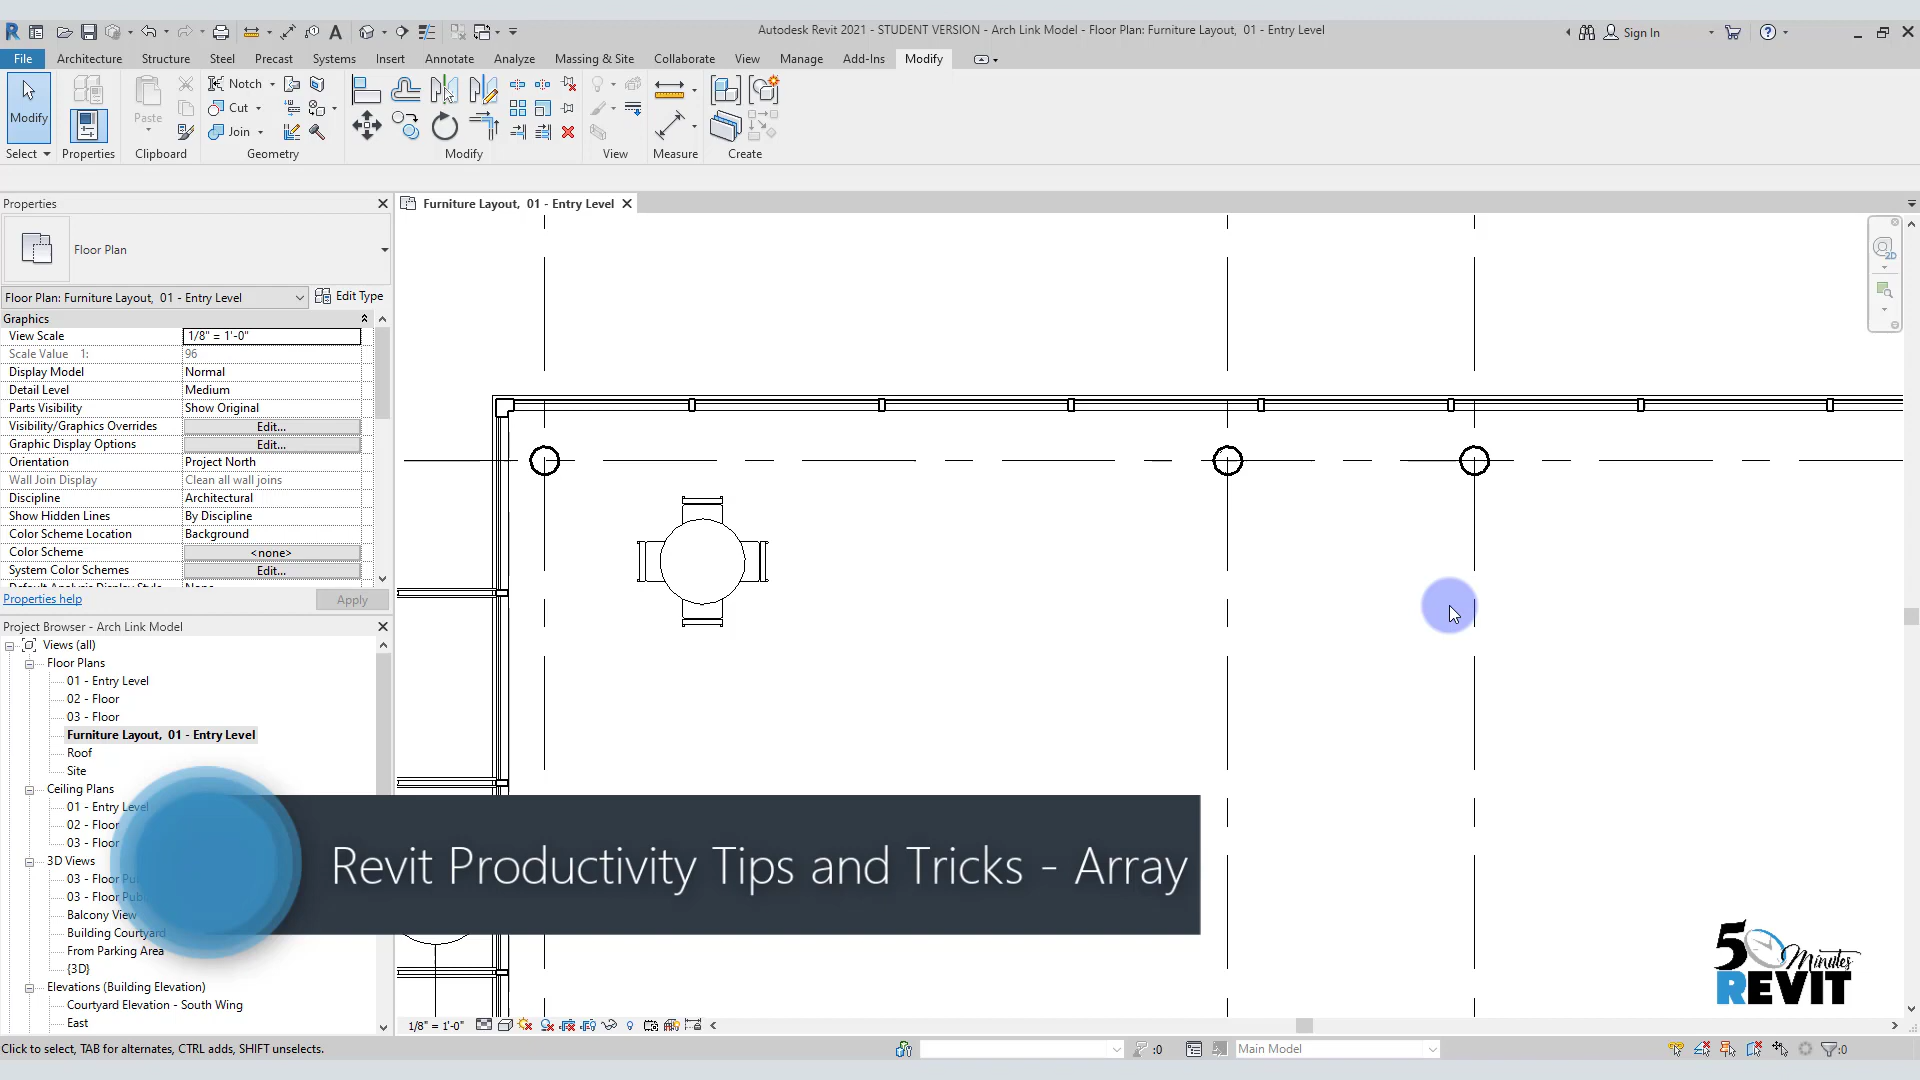 Autodesk Revit 2021 - STUDENT VERSION - Arch Link Model - Floor Plan: Furniture Layout, 01 - Entry Level
Sign In
File Architecture Structure Steel Precast Systems Insert Annotate Analyze Massing & Site Collaborate View Manage Add-Ins Modify
Modify
Paste
Notch
Cut
Join
Select Properties Clipboard Geometry Modify View Measure Create
Properties
Floor Plan
Floor Plan: Furniture Layout, 01 - Entry Level
Edit Type
Graphics
View Scale 1/8" = 1'-0"
Scale Value 1: 96
Display Model Normal
Detail Level Medium
Parts Visibility Show Original
Visibility/Graphics Overrides Edit...
Graphic Display Options Edit...
Orientation Project North
Wall Join Display Clean all wall joins
Discipline Architectural
Show Hidden Lines By Discipline
Color Scheme Location Background
Color Scheme <none>
System Color Schemes Edit...
Properties help
Apply
Project Browser - Arch Link Model
Views (all)
Floor Plans
01 - Entry Level
02 - Floor
03 - Floor
Furniture Layout, 01 - Entry Level
Roof
Site
Ceiling Plans
01 - Entry Level
02 - Floor
03 - Floor
3D Views
03 - Floor
03 - Floor
Balcony View
Building Courtyard
From Parking Area
{3D}
Elevations (Building Elevation)
Courtyard Elevation - South Wing
East
Furniture Layout, 01 - Entry Level
2D
Revit Productivity Tips and Tricks - Array
50 Minutes
REVIT
1/8" = 1'-0"
Click to select, TAB for alternates, CTRL adds, SHIFT unselects.
:0
Main Model
:0